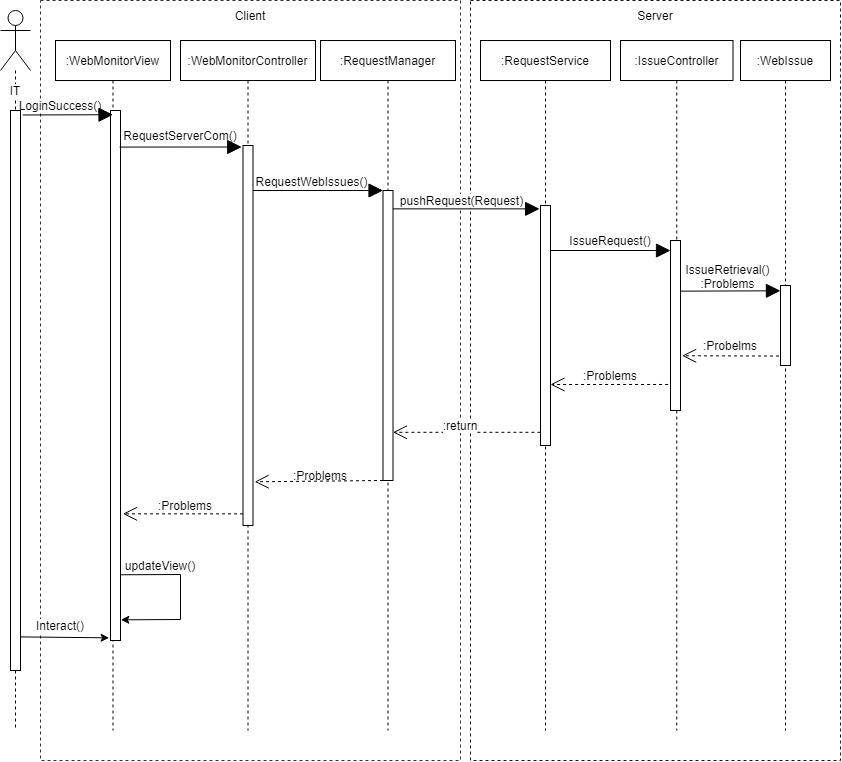 Client
Server
:WebMonitorView
:WebMonitorController
:RequestManager
:RequestService
:IssueController
:WebIssue
IT
LoginSuccess()
RequestServerCom()
RequestWebIssues()
pushRequest(Request)
IssueRequest()
IssueRetrieval()
:Problems
:Probelms
:Problems
:return
:Problems
:Problems
updateView()
Interact()